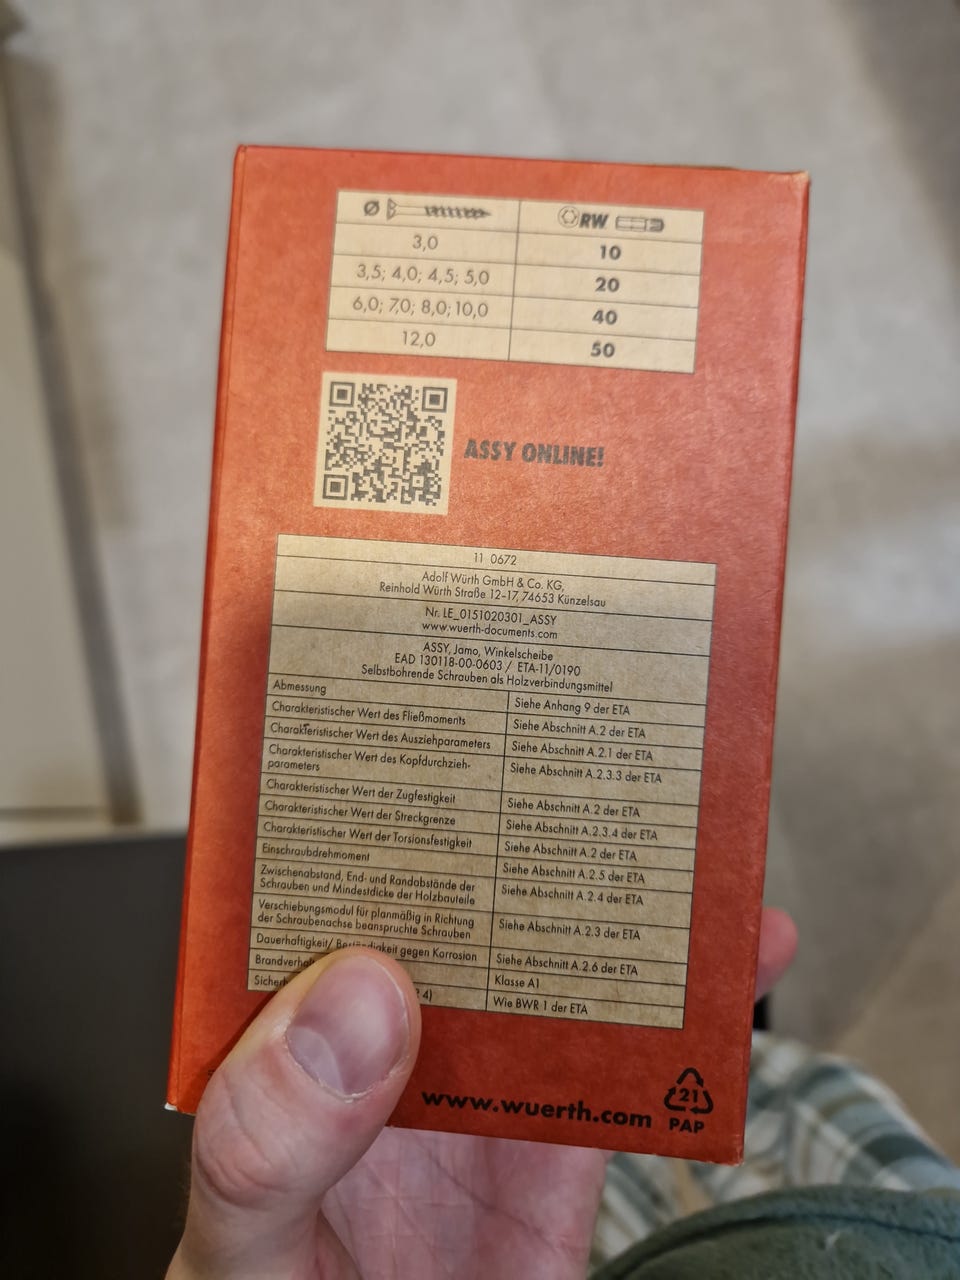 Ø RW
3,0 10
3,5; 4,0; 4,5; 5,0 20
6,0; 7,0; 8,0; 10,0 40
12,0 50
ASSY ONLINE!
11 0672
Adolf Würth GmbH & Co. KG,
Reinhold Würth Straße 12-17, 74653 Künzelsau
Nr. LE_0151020301_ASSY
www.wuerth-documents.com
ASSY, Jamo, Winkelscheibe
EAD 130118-00-0603 / ETA-11/0190
Selbstbohrende Schrauben als Holzverbindungsmittel
Abmessung Siehe Anhang 9 der ETA
Charakteristischer Wert des Fließmoments Siehe Abschnitt A.2 der ETA
Charakteristischer Wert des Ausziehparameters Siehe Abschnitt A.2.1 der ETA
Charakteristischer Wert des Kopfdurchzieh-
parameters Siehe Abschnitt A.2.3.3 der ETA
Charakteristischer Wert der Zugfestigkeit Siehe Abschnitt A.2 der ETA
Charakteristischer Wert der Streckgrenze Siehe Abschnitt A.2.3.4 der ETA
Charakteristischer Wert der Torsionsfestigkeit Siehe Abschnitt A.2 der ETA
Einschraubdrehmoment Siehe Abschnitt A.2.5 der ETA
Zwischenabstand, End- und Randabstände der
Schrauben und Mindestdicke der Holzbauteile Siehe Abschnitt A.2.4 der ETA
Verschiebungsmodul für planmäßig in Richtung
der Schraubenachse beanspruchte Schrauben Siehe Abschnitt A.2.3 der ETA
Dauerhaftigkeit/ Beständigkeit gegen Korrosion Siehe Abschnitt A.2.6 der ETA
Klasse A1
4) Wie BWR 1 der ETA
www.wuerth.com
21
PAP